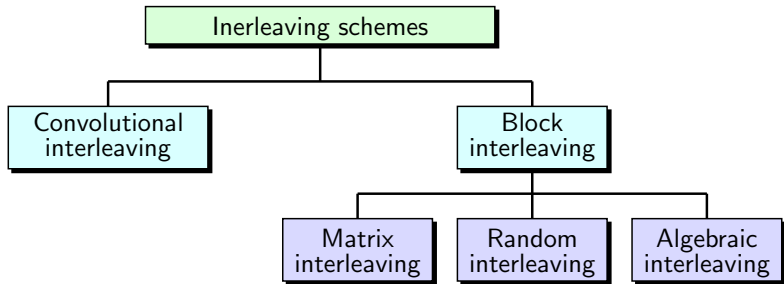 Inerleaving schemes
Convolutional
interleaving
Block
interleaving
Matrix
interleaving
Random
interleaving
Algebraic
interleaving